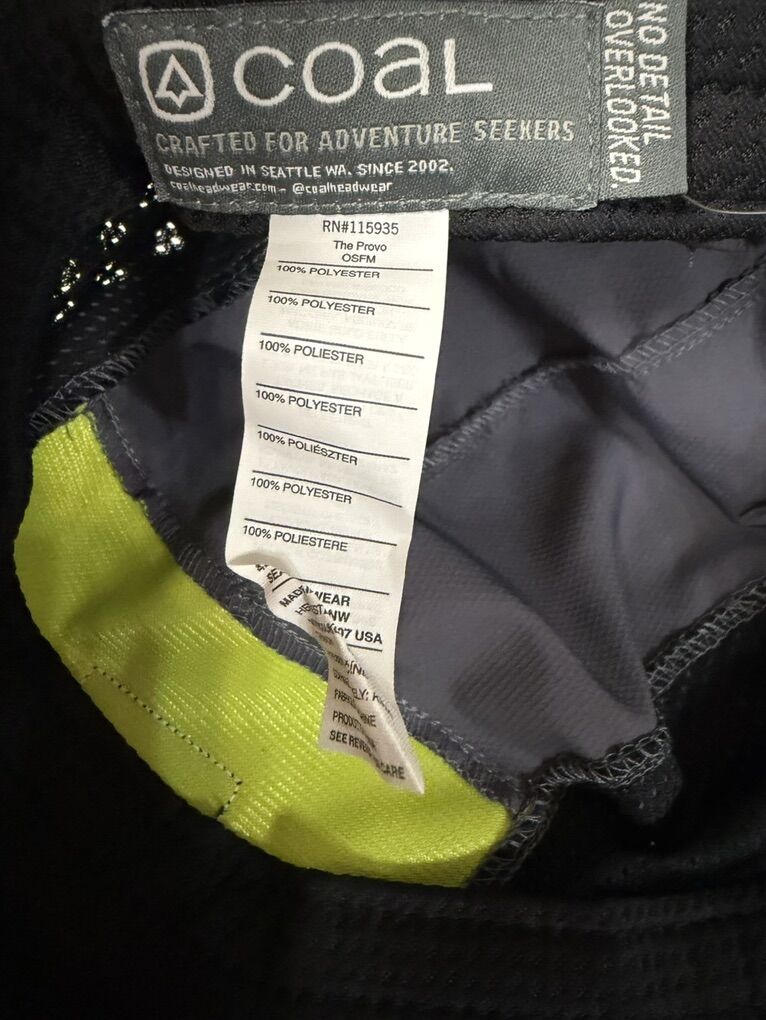 COAL
CRAFTED FOR ADVENTURE SEEKERS
DESIGNED IN SEATTLE WA. SINCE 2002.
coalheadwear.com - @coalheadwear
NO DETAIL
OVERLOOKED.
RN#115935
The Provo
OSFM
100% POLYESTER
100% POLYESTER
100% POLIESTER
100% POLYESTER
100% POLIÉSZTER
100% POLYESTER
100% POLIESTERE
USA
SEE
CARE